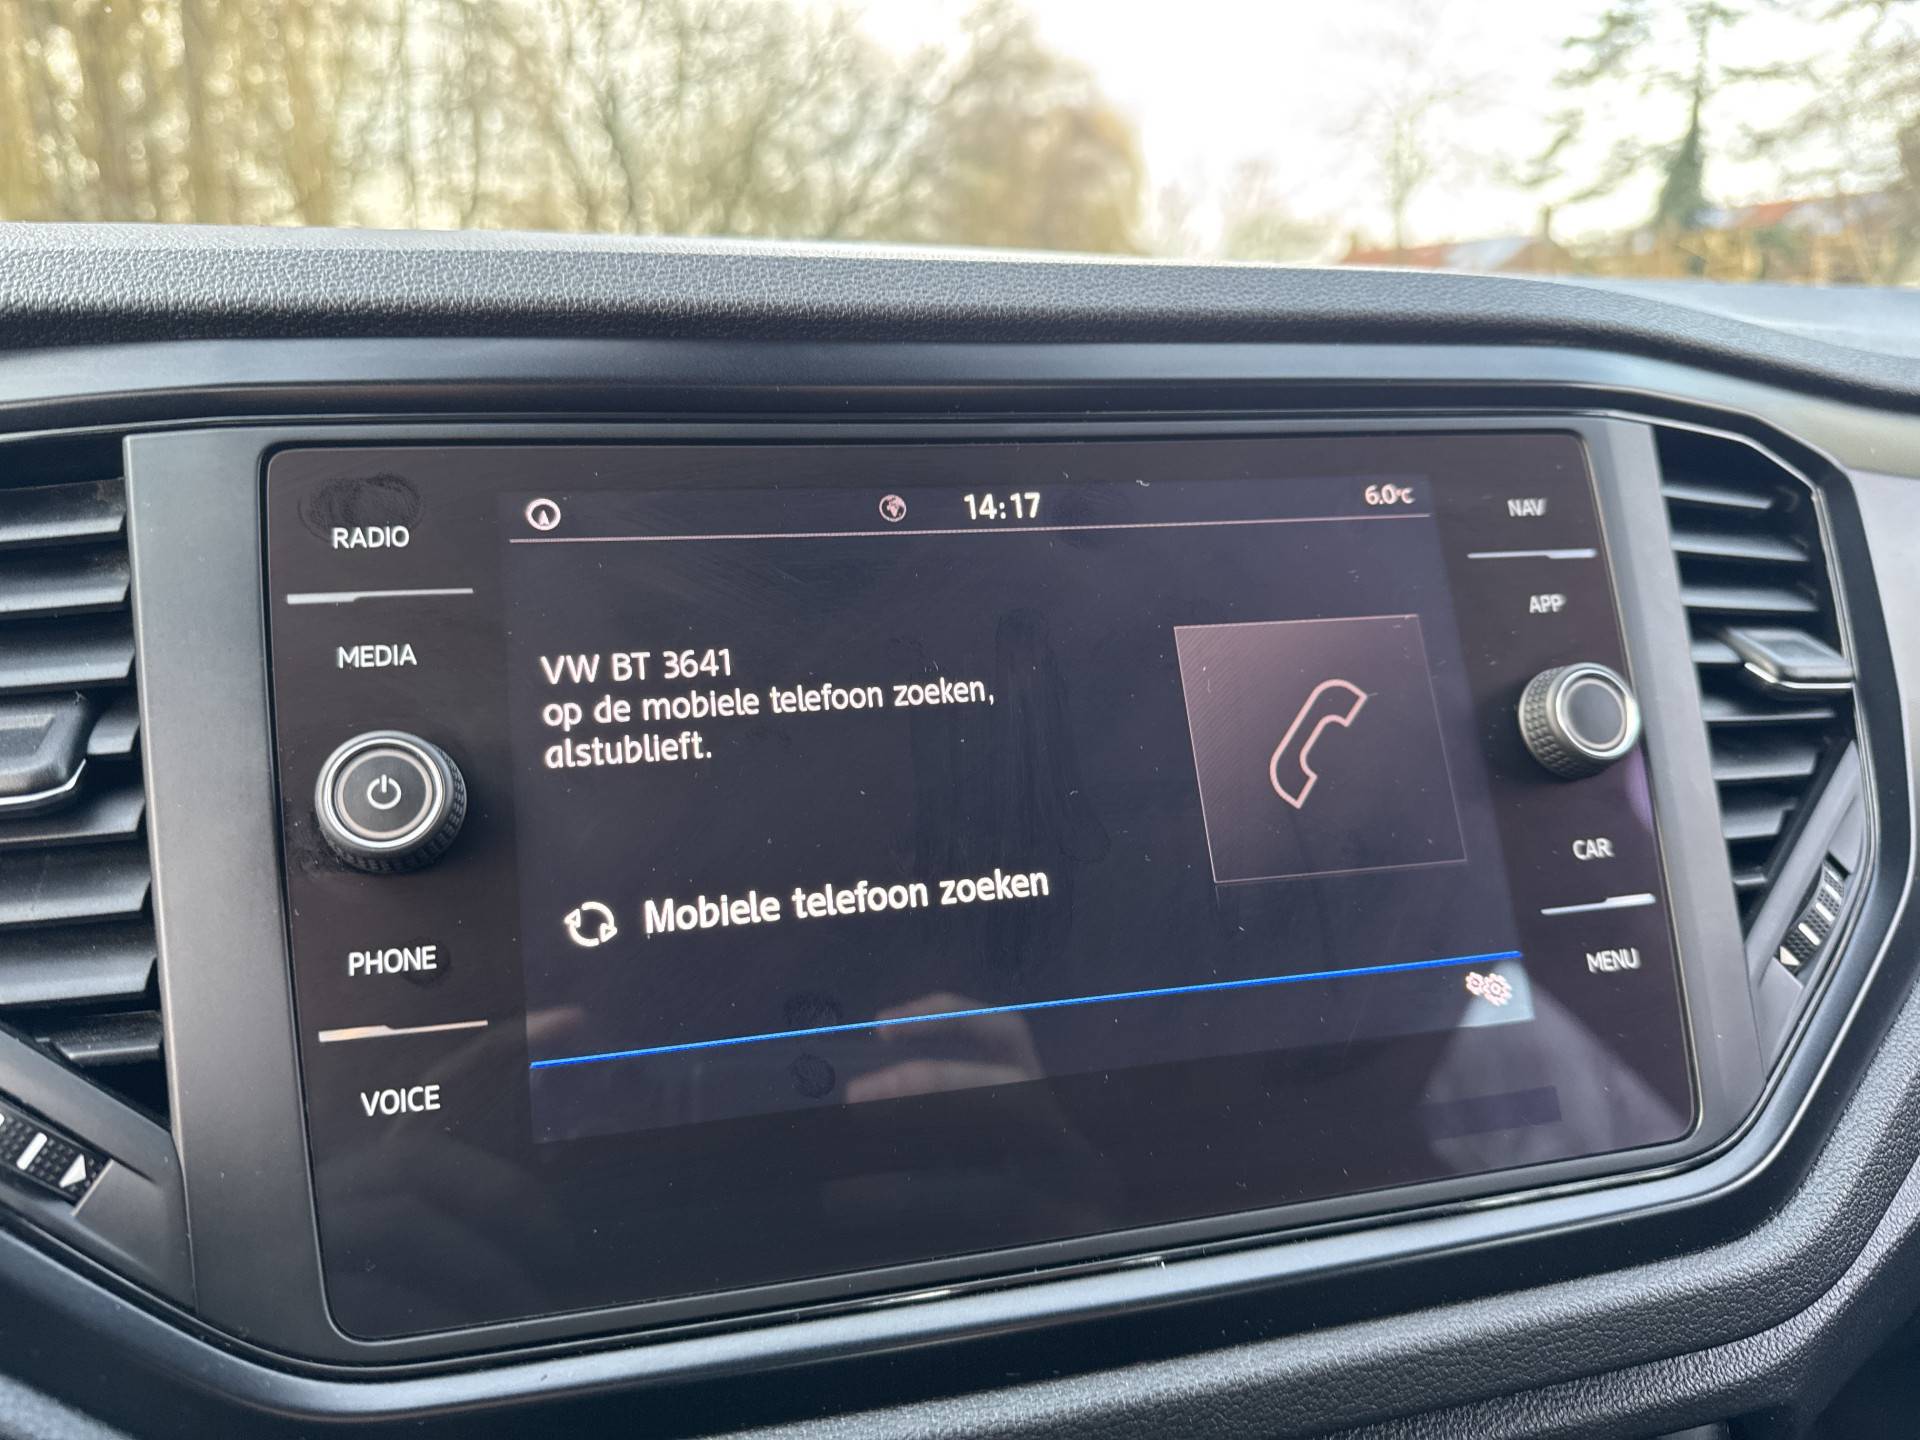 RADIO
MEDIA
PHONE
VOICE
14:17
6.0°C
VW BT 3641
op de mobiele telefoon zoeken,
alstublieft.
Mobiele telefoon zoeken
NAV
APP
CAR
MENU